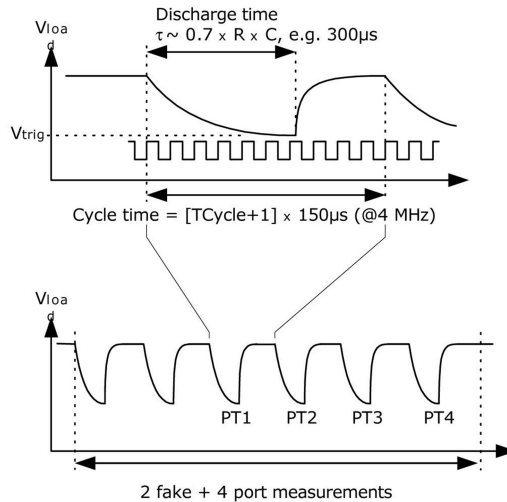 Discharge time
τ~ 0.7 x R x C, e.g. 300µs
Vloa
d
Vtrig
Cycle time = [TCycle+1] x 150µs (@4 MHz)
Vloa
d
PT1 PT2 PT3 PT4
2 fake + 4 port measurements